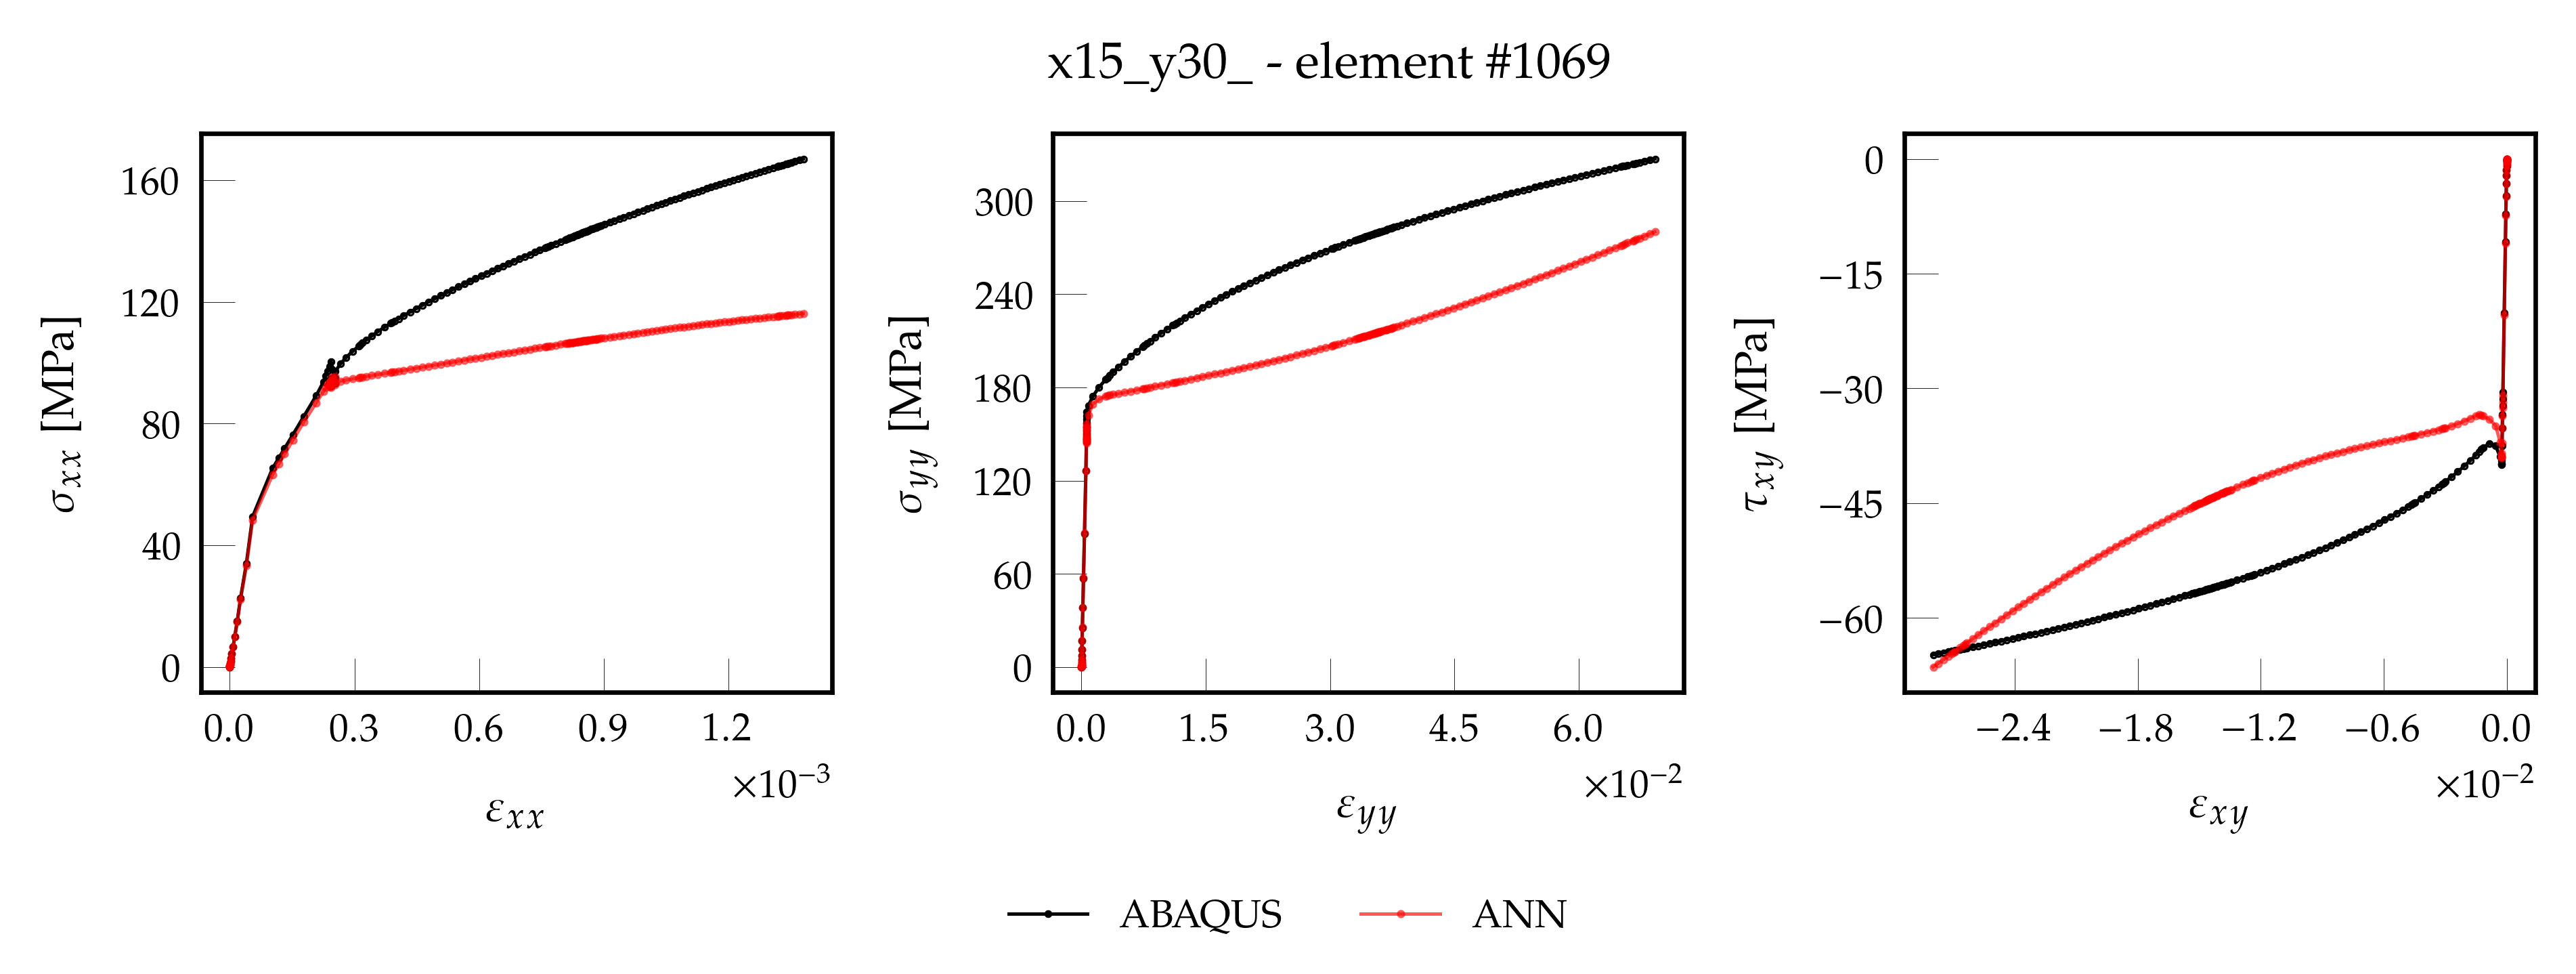 x15_y30_ - element #1069
σxx [MPa]
160
120
80
40
0
0.0 0.3 0.6 0.9 1.2
×10−3
εxx
σyy [MPa]
300
240
180
120
60
0
0.0 1.5 3.0 4.5 6.0
×10−2
εyy
τxy [MPa]
0
−15
−30
−45
−60
−2.4 −1.8 −1.2 −0.6 0.0
×10−2
εxy
ABAQUS ANN